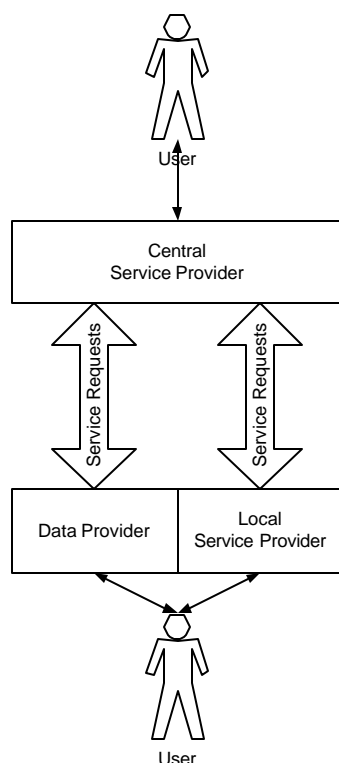 User
Central
Service Provider
Service Requests
Service Requests
Data Provider
Local
Service Provider
User